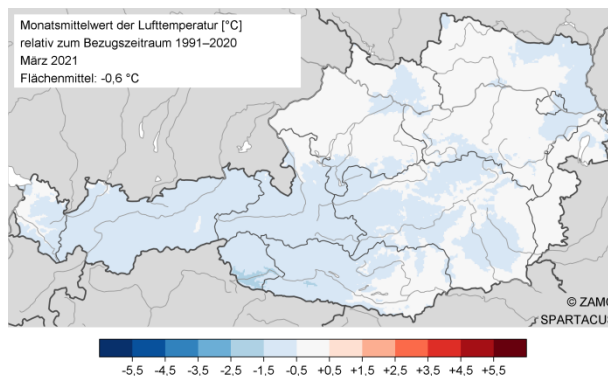 Monatsmittelwert der Lufttemperatur [°C]
relativ zum Bezugszeitraum 1991–2020
März 2021
Flächenmittel: -0,6 °C
© ZAMG
SPARTACUS
-5,5 -4,5 -3,5 -2,5 -1,5 -0,5 +0,5 +1,5 +2,5 +3,5 +4,5 +5,5